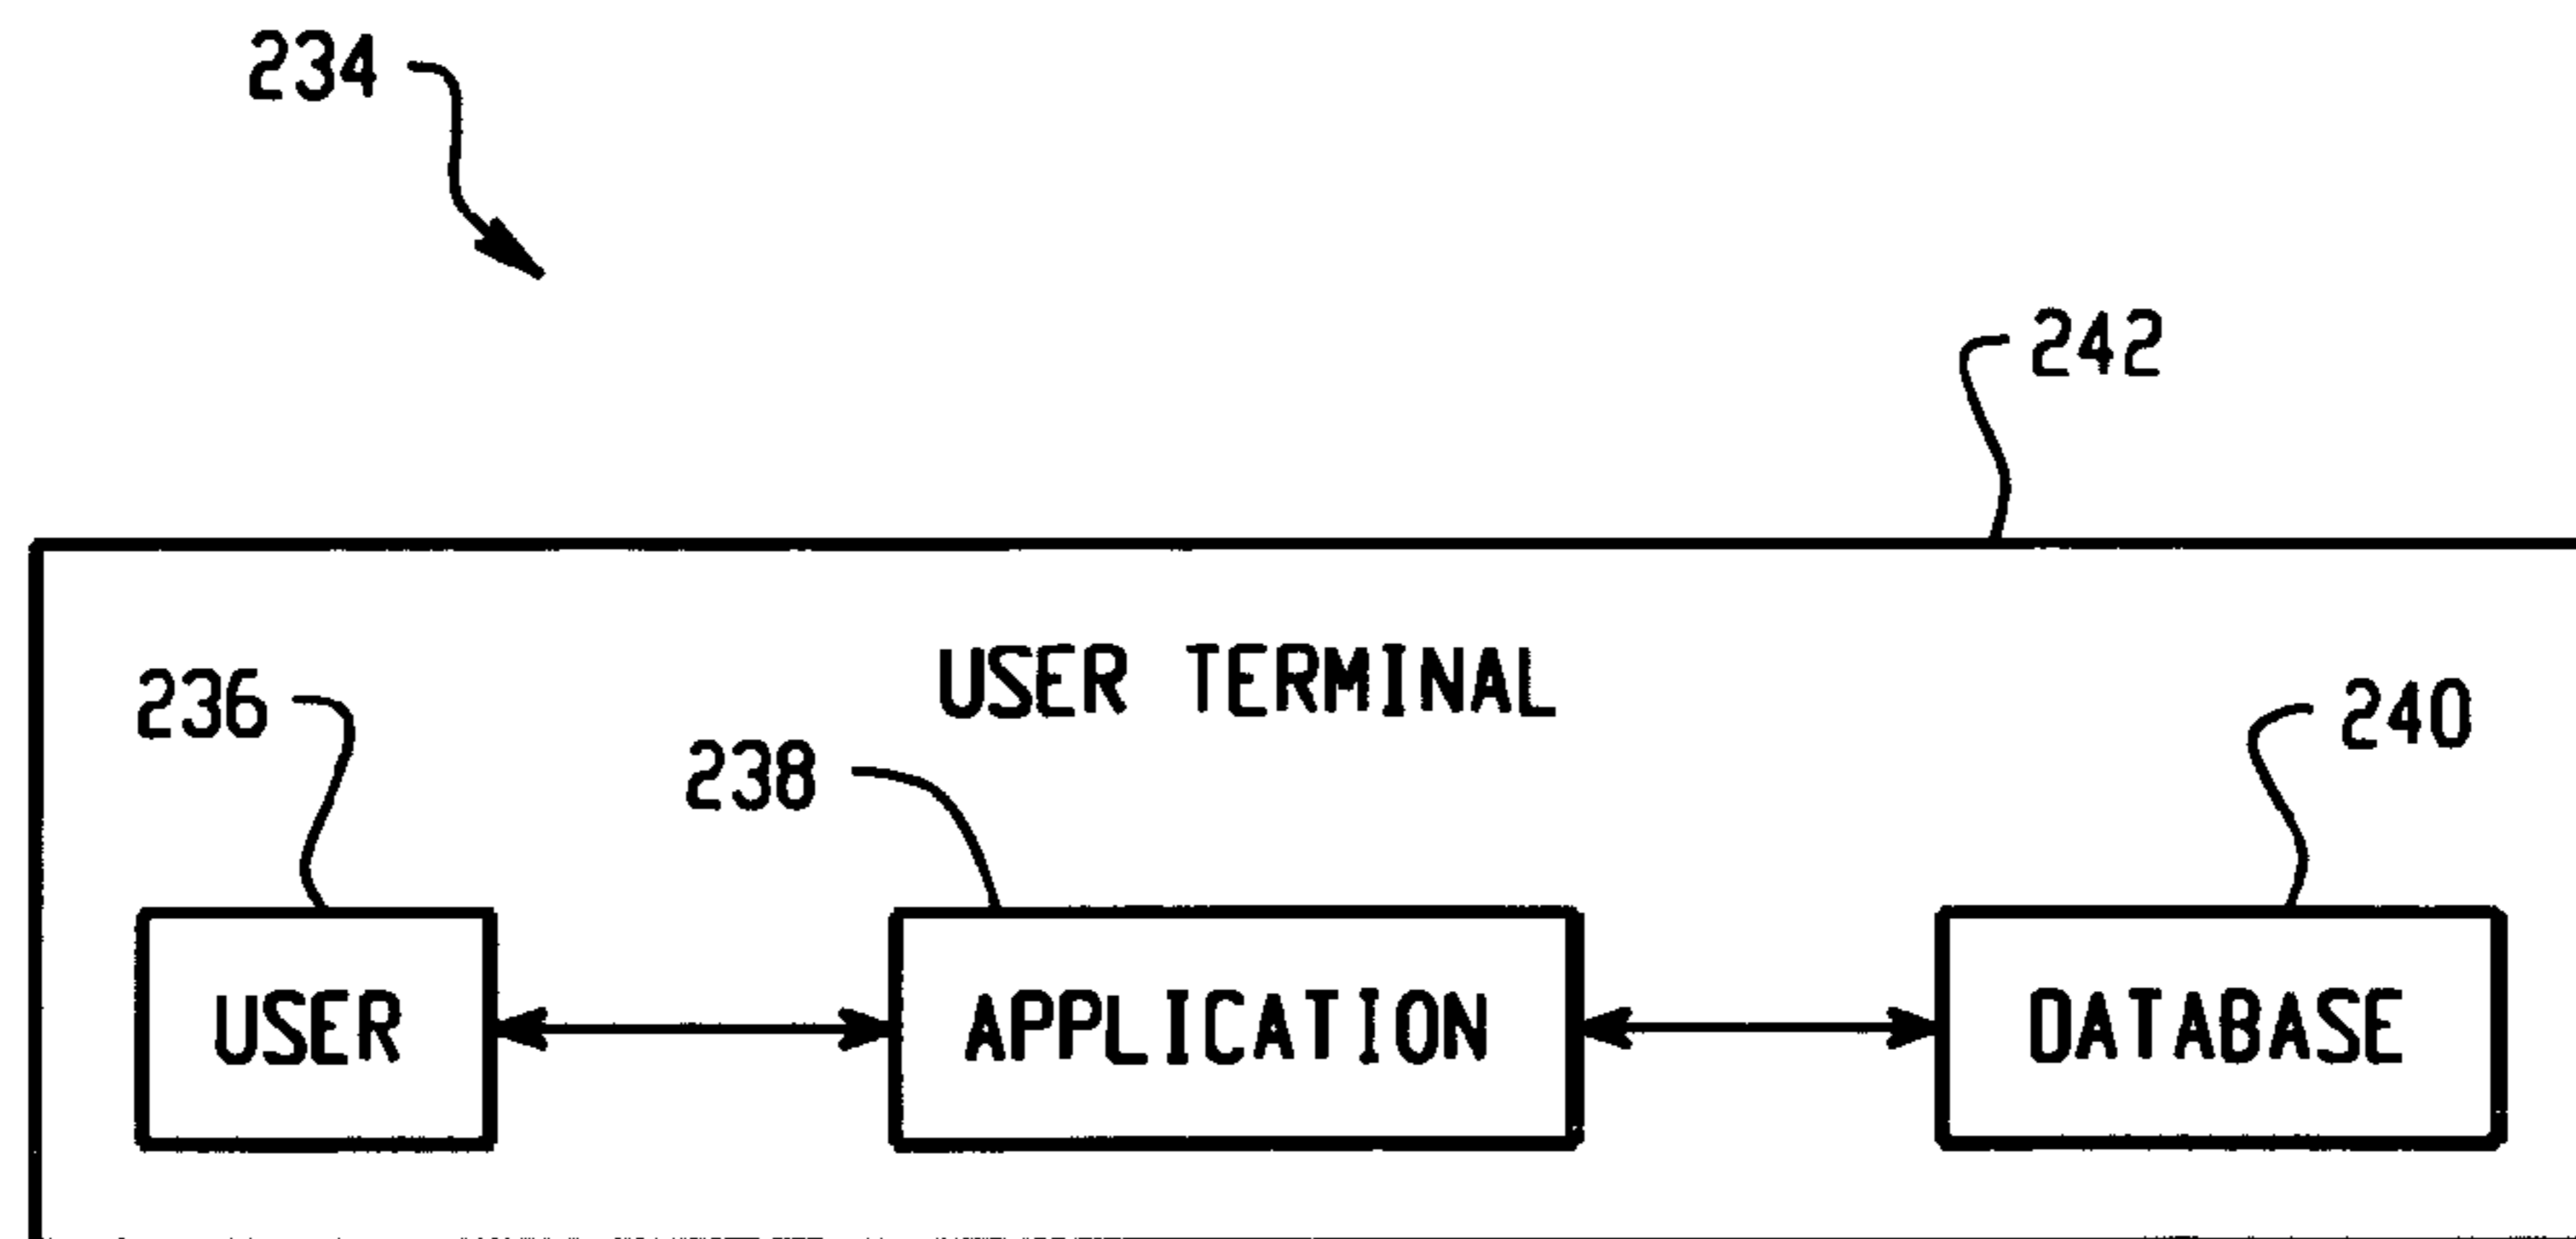 234
242
USER TERMINAL
236
238
240
USER
APPLICATION
DATABASE